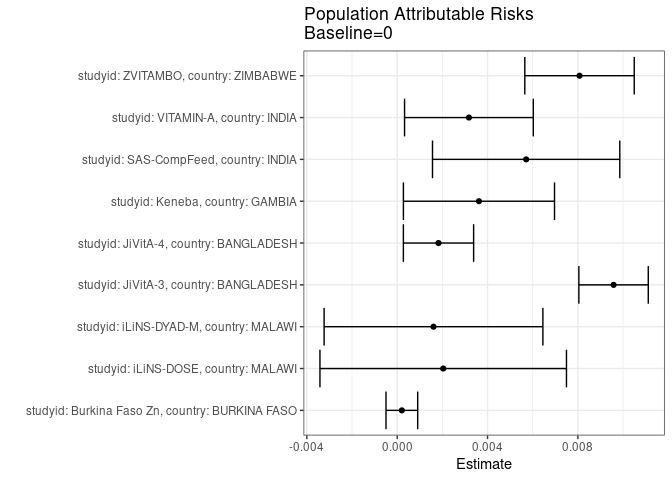 Population Attributable Risks
Baseline=0
studyid: ZVITAMBO, country: ZIMBABWE
studyid: VITAMIN-A, country: INDIA
studyid: SAS-CompFeed, country: INDIA
studyid: Keneba, country: GAMBIA
studyid: JiVitA-4, country: BANGLADESH
studyid: JiVitA-3, country: BANGLADESH
studyid: iLiNS-DYAD-M, country: MALAWI
studyid: iLiNS-DOSE, country: MALAWI
studyid: Burkina Faso Zn, country: BURKINA FASO
-0.004 0.000 0.004 0.008
Estimate